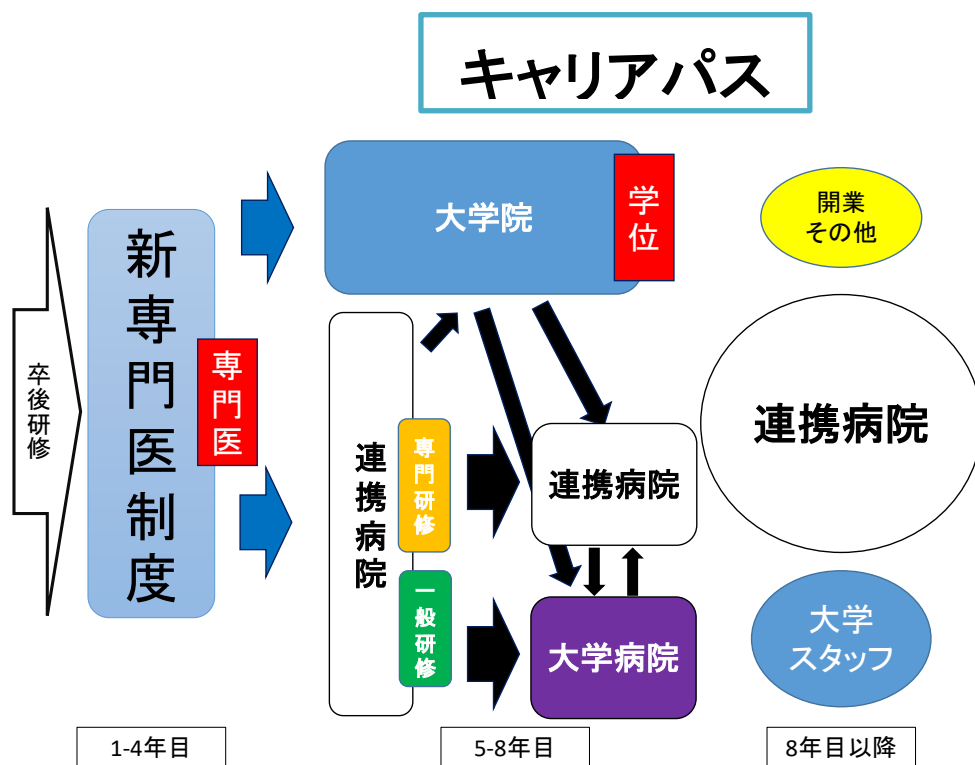 キャリアパス
卒後研修
新専門医制度
専門医
大学院
学位
連携病院
専門研修
一般研修
連携病院
大学病院
開業
その他
連携病院
大学
スタッフ
1-4年目
5-8年目
8年目以降